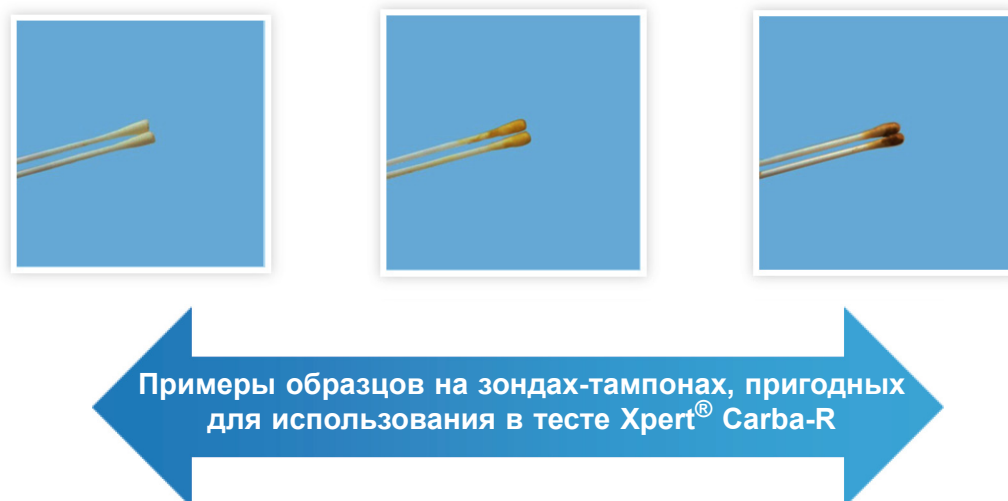 Примеры образцов на зондах-тампонах, пригодных
для использования в тесте Xpert® Carba-R